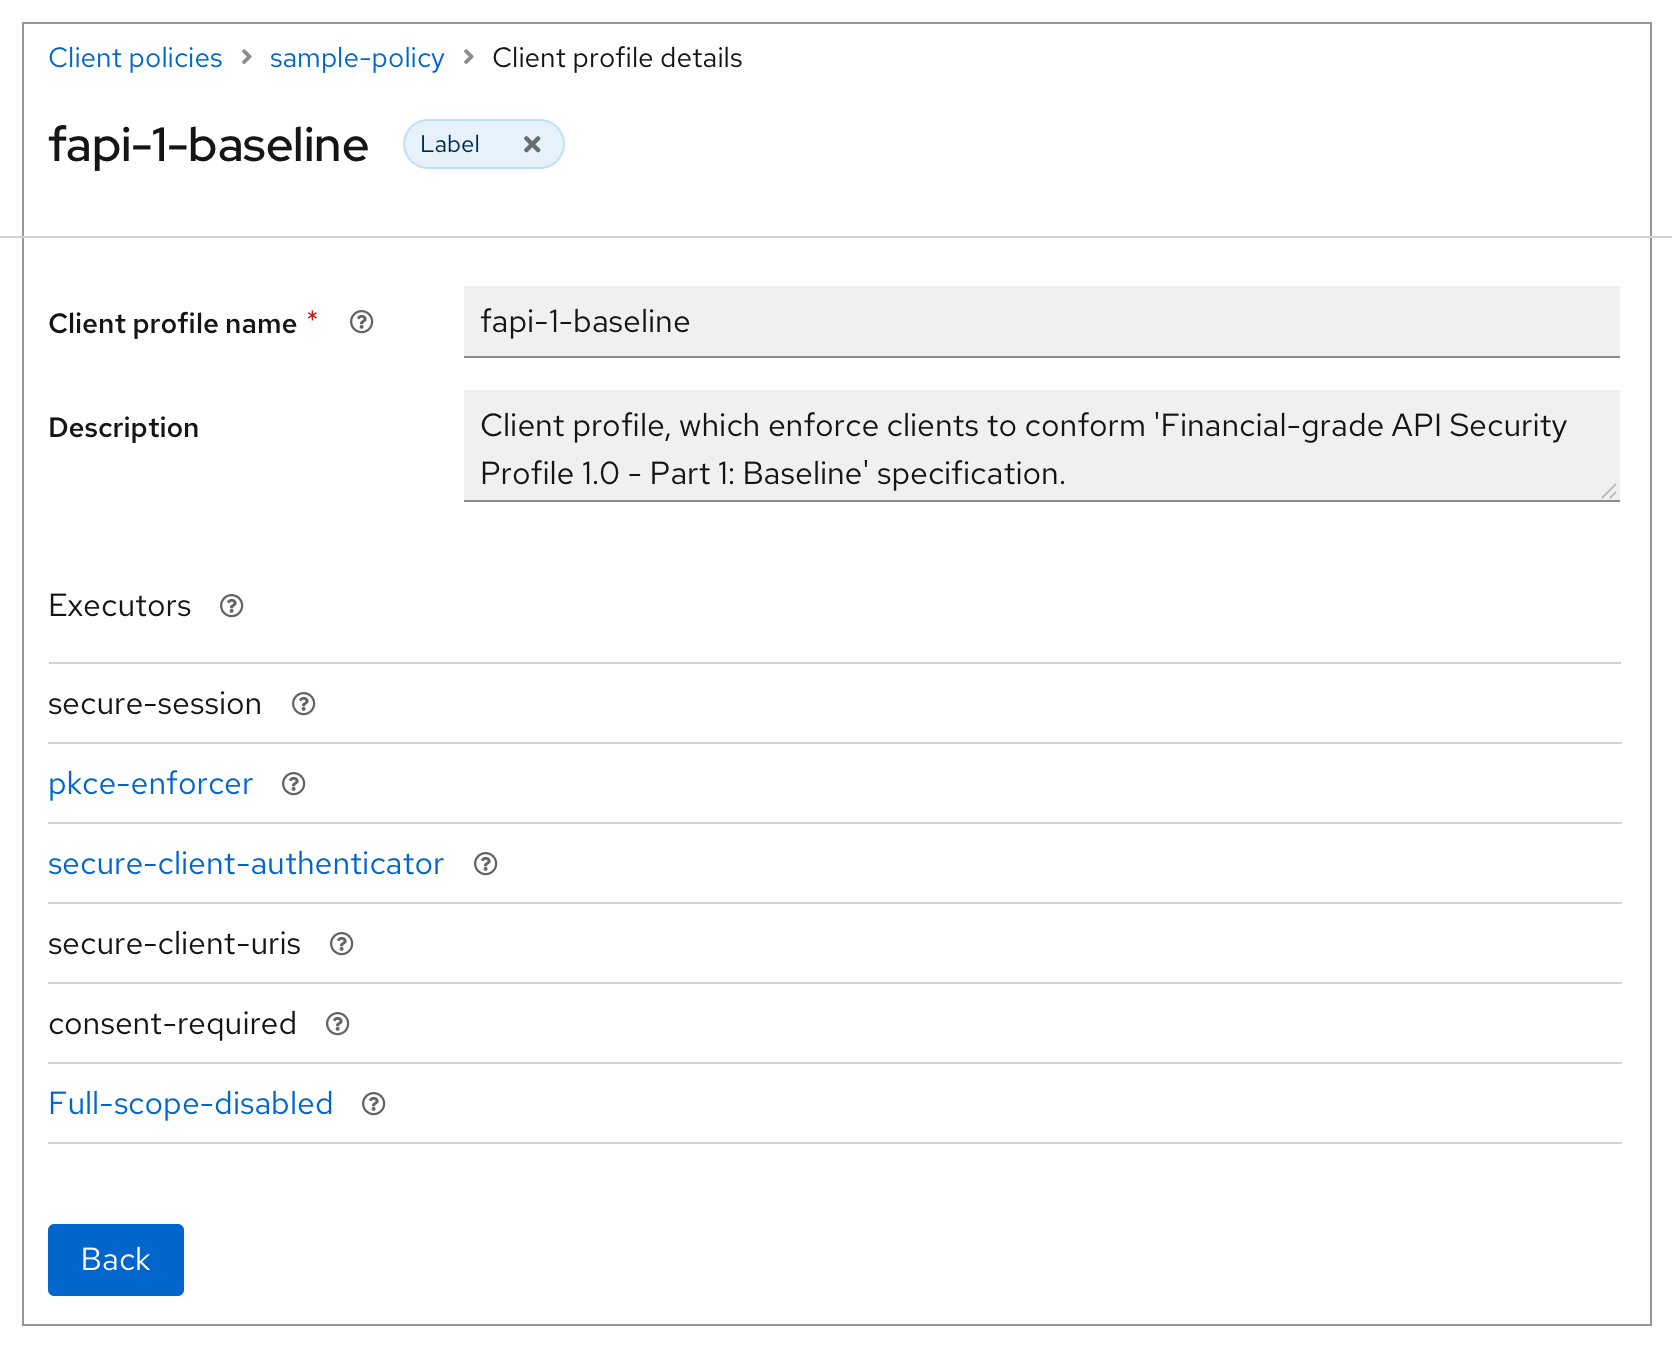 Client policies > sample-policy > Client profile details
fapi-1-baseline Label
Client profile name * fapi-1-baseline
Description
Client profile, which enforce clients to conform 'Financial-grade API Security
Profile 1.0 - Part 1: Baseline' specification.
Executors
secure-session
pkce-enforcer
secure-client-authenticator
secure-client-uris
consent-required
Full-scope-disabled
Back